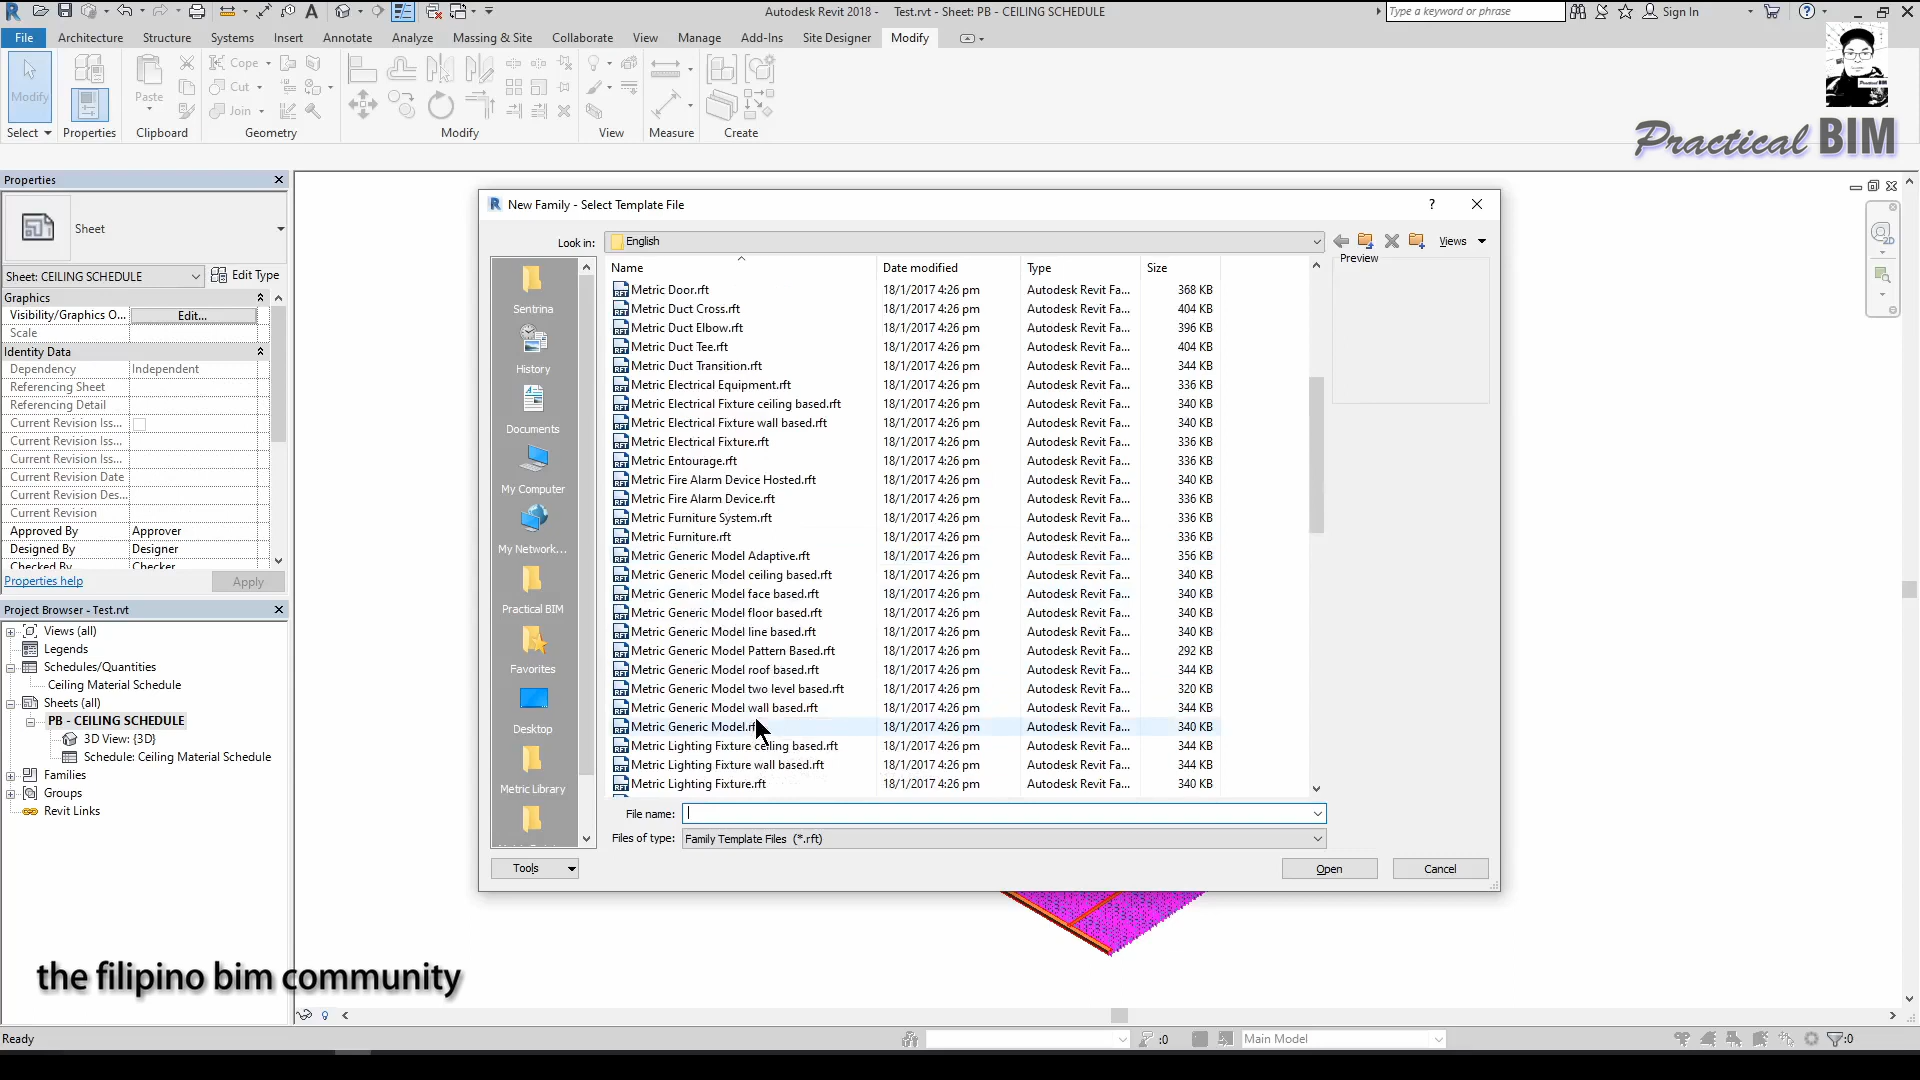 Autodesk Revit 2018 - Test.rvt - Sheet: PB - CEILING SCHEDULE
Type a keyword or phrase
Sign In
File Architecture Structure Systems Insert Annotate Analyze Massing & Site Collaborate View Manage Add-Ins Site Designer Modify
Modify
Paste
Cope
Cut
Join
Select Properties Clipboard Geometry Modify View Measure Create
Practical BIM
Properties
Sheet
Sheet: CEILING SCHEDULE
Edit Type
Graphics
Visibility/Graphics O... Edit...
Scale
Identity Data
Dependency Independent
Referencing Sheet
Referencing Detail
Current Revision Iss...
Current Revision Iss...
Current Revision Iss...
Current Revision Date
Current Revision Des...
Current Revision
Approved By Approver
Designed By Designer
Checked By Checker
Properties help
Apply
Project Browser - Test.rvt
Views (all)
Legends
Schedules/Quantities
Ceiling Material Schedule
Sheets (all)
PB - CEILING SCHEDULE
3D View: {3D}
Schedule: Ceiling Material Schedule
Families
Groups
Revit Links
the filipino bim community
New Family - Select Template File
Look in: English
Views
Sentrina
History
Documents
My Computer
My Network...
Practical BIM
Favorites
Desktop
Metric Library
Name Date modified Type Size
Metric Door.rft 18/1/2017 4:26 pm Autodesk Revit Fa... 368 KB
Metric Duct Cross.rft 18/1/2017 4:26 pm Autodesk Revit Fa... 404 KB
Metric Duct Elbow.rft 18/1/2017 4:26 pm Autodesk Revit Fa... 396 KB
Metric Duct Tee.rft 18/1/2017 4:26 pm Autodesk Revit Fa... 404 KB
Metric Duct Transition.rft 18/1/2017 4:26 pm Autodesk Revit Fa... 344 KB
Metric Electrical Equipment.rft 18/1/2017 4:26 pm Autodesk Revit Fa... 336 KB
Metric Electrical Fixture ceiling based.rft 18/1/2017 4:26 pm Autodesk Revit Fa... 340 KB
Metric Electrical Fixture wall based.rft 18/1/2017 4:26 pm Autodesk Revit Fa... 340 KB
Metric Electrical Fixture.rft 18/1/2017 4:26 pm Autodesk Revit Fa... 336 KB
Metric Entourage.rft 18/1/2017 4:26 pm Autodesk Revit Fa... 336 KB
Metric Fire Alarm Device Hosted.rft 18/1/2017 4:26 pm Autodesk Revit Fa... 340 KB
Metric Fire Alarm Device.rft 18/1/2017 4:26 pm Autodesk Revit Fa... 336 KB
Metric Furniture System.rft 18/1/2017 4:26 pm Autodesk Revit Fa... 336 KB
Metric Furniture.rft 18/1/2017 4:26 pm Autodesk Revit Fa... 336 KB
Metric Generic Model Adaptive.rft 18/1/2017 4:26 pm Autodesk Revit Fa... 356 KB
Metric Generic Model ceiling based.rft 18/1/2017 4:26 pm Autodesk Revit Fa... 340 KB
Metric Generic Model face based.rft 18/1/2017 4:26 pm Autodesk Revit Fa... 340 KB
Metric Generic Model floor based.rft 18/1/2017 4:26 pm Autodesk Revit Fa... 340 KB
Metric Generic Model line based.rft 18/1/2017 4:26 pm Autodesk Revit Fa... 340 KB
Metric Generic Model Pattern Based.rft 18/1/2017 4:26 pm Autodesk Revit Fa... 292 KB
Metric Generic Model roof based.rft 18/1/2017 4:26 pm Autodesk Revit Fa... 344 KB
Metric Generic Model two level based.rft 18/1/2017 4:26 pm Autodesk Revit Fa... 320 KB
Metric Generic Model wall based.rft 18/1/2017 4:26 pm Autodesk Revit Fa... 344 KB
Metric Generic Model.rft 18/1/2017 4:26 pm Autodesk Revit Fa... 340 KB
Metric Lighting Fixture ceiling based.rft 18/1/2017 4:26 pm Autodesk Revit Fa... 344 KB
Metric Lighting Fixture wall based.rft 18/1/2017 4:26 pm Autodesk Revit Fa... 344 KB
Metric Lighting Fixture.rft 18/1/2017 4:26 pm Autodesk Revit Fa... 340 KB
Preview
File name:
Files of type: Family Template Files (*.rft)
Tools
Open
Cancel
Ready
:0
Main Model
:0